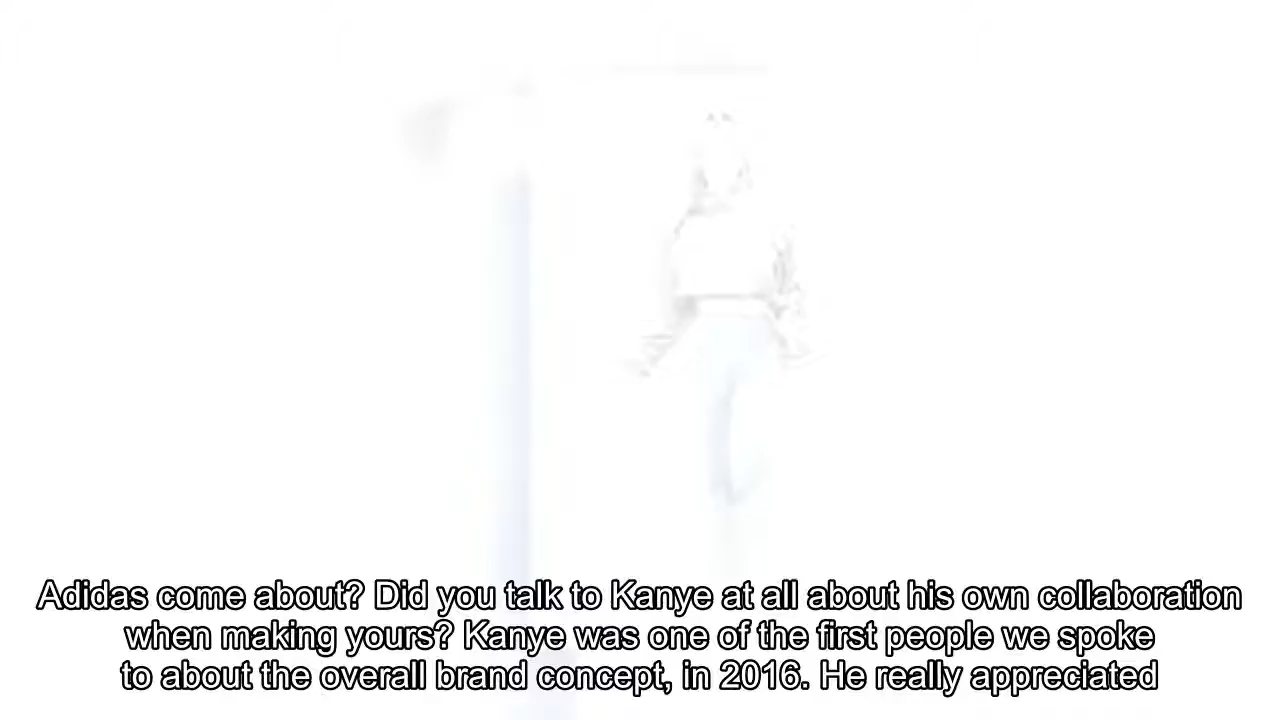 Adidas come about? Did you talk to Kanye at all about his own collaboration
when making yours? Kanye was one of the first people we spoke
to about the overall brand concept, in 2016. He really appreciated